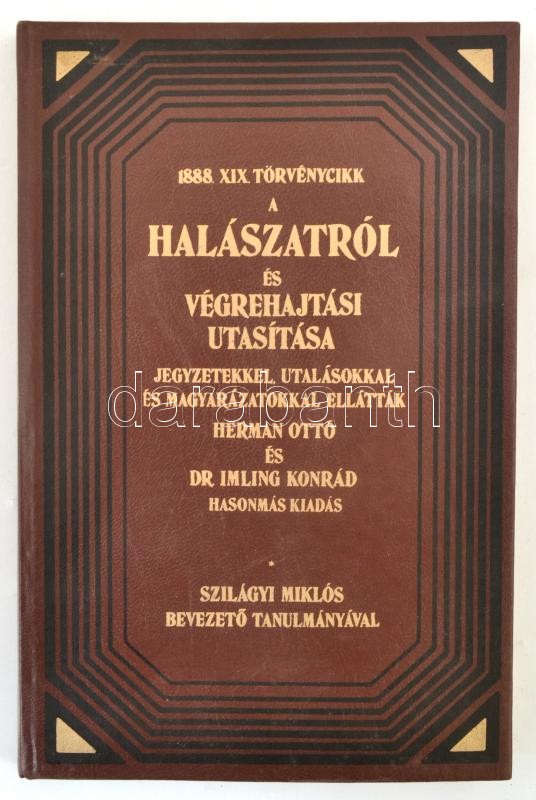 1888. XIX. TÖRVÉNYCIKK
A
HALÁSZATRÓL
ÉS
VÉGREHAJTÁSI
UTASÍTÁSA
JEGYZETEKKEL, UTALÁSOKKAL
ÉS MAGYARÁZATOKKAL ELLÁTTÁK
darabanth
HERMAN OTTÓ
ÉS
DR IMLING KONRÁD
HASONMÁS KIADÁS
*
SZILÁGYI MIKLÓS
BEVEZETŐ TANULMÁNYÁVAL